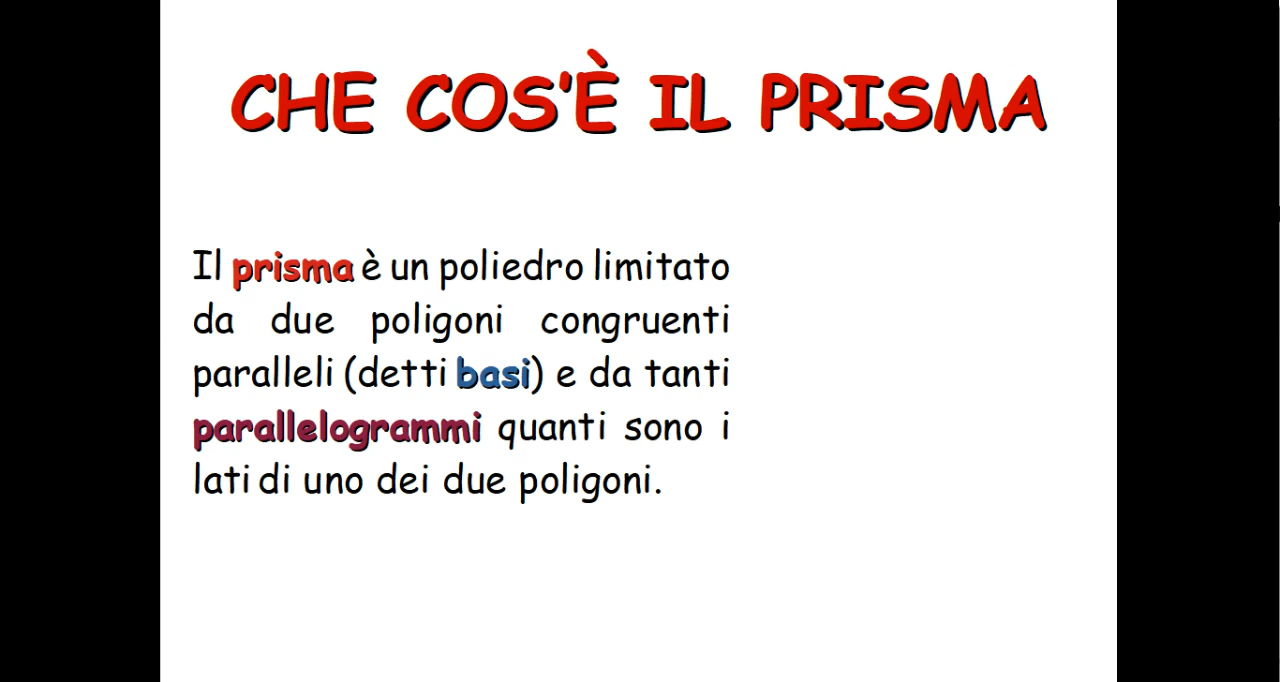 CHE COS'È IL PRISMA
Il prisma è un poliedro limitato
da due poligoni congruenti
paralleli (detti basi) e da tanti
parallelogrammi quanti sono i
lati di uno dei due poligoni.